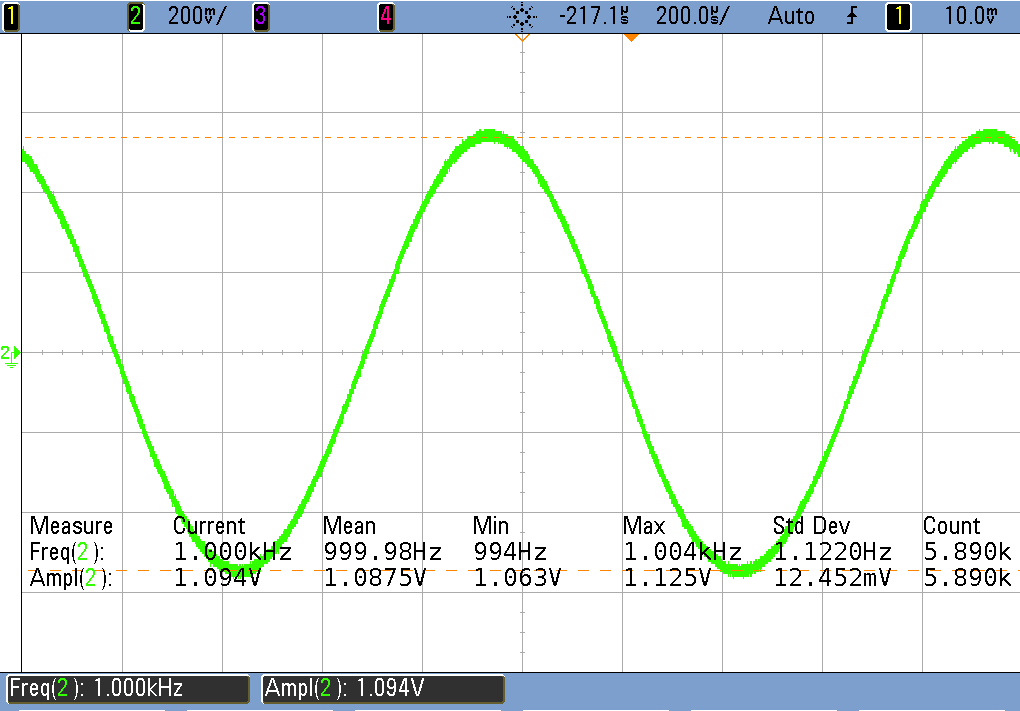 1 2 200mV/ 3 4 -217.1µs 200.0µs/ Auto 1 10.0mV
2
Measure Current Mean Min Max Std Dev Count
Freq(2): 1.000kHz 999.98Hz 994Hz 1.004kHz 1.1220Hz 5.890k
Ampl(2): 1.094V 1.0875V 1.063V 1.125V 12.452mV 5.890k
Freq(2): 1.000kHz Ampl(2): 1.094V